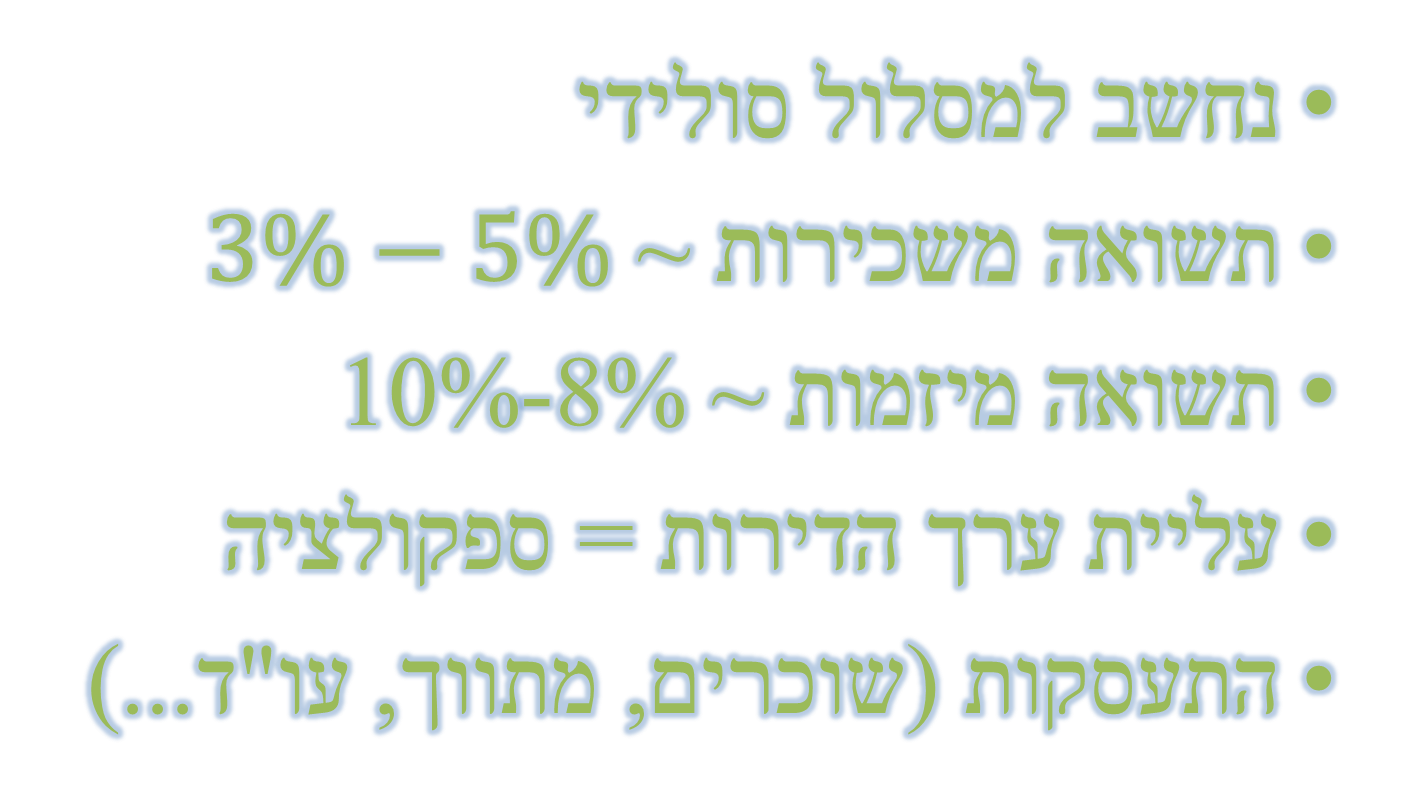 • נחשב למסלול סולידי
• תשואה משכירות ~ 5% – 3%
• תשואה מיזמות ~ 8%-10%
• עליית ערך הדירות = ספקולציה
• התעסקות (שוכרים, מתווך, עו"ד...)